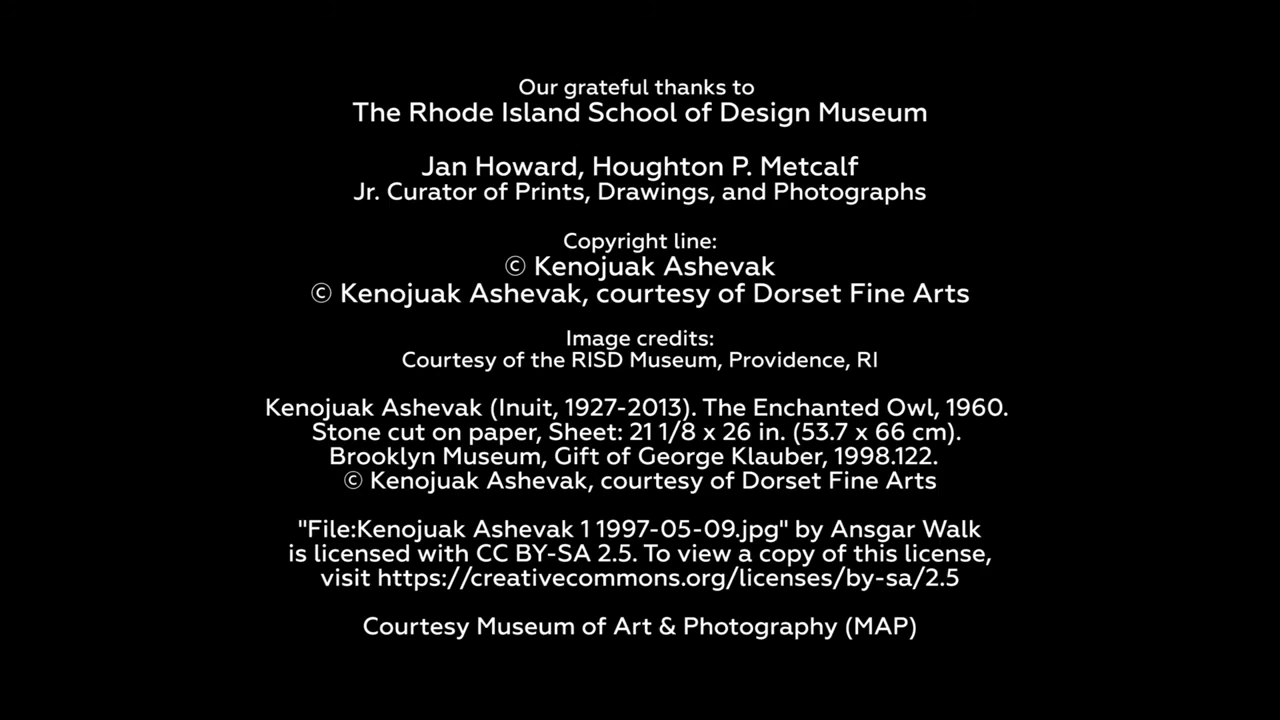 Our grateful thanks to
The Rhode Island School of Design Museum
Jan Howard, Houghton P. Metcalf
Jr. Curator of Prints, Drawings, and Photographs
Copyright line:
© Kenojuak Ashevak
© Kenojuak Ashevak, courtesy of Dorset Fine Arts
Image credits:
Courtesy of the RISD Museum, Providence, RI
Kenojuak Ashevak (Inuit, 1927-2013). The Enchanted Owl, 1960.
Stone cut on paper, Sheet: 21 1/8 x 26 in. (53.7 x 66 cm).
Brooklyn Museum, Gift of George Klauber, 1998.122.
© Kenojuak Ashevak, courtesy of Dorset Fine Arts
"File:Kenojuak Ashevak 1 1997-05-09.jpg" by Ansgar Walk
is licensed with CC BY-SA 2.5. To view a copy of this license,
visit https://creativecommons.org/licenses/by-sa/2.5
Courtesy Museum of Art & Photography (MAP)